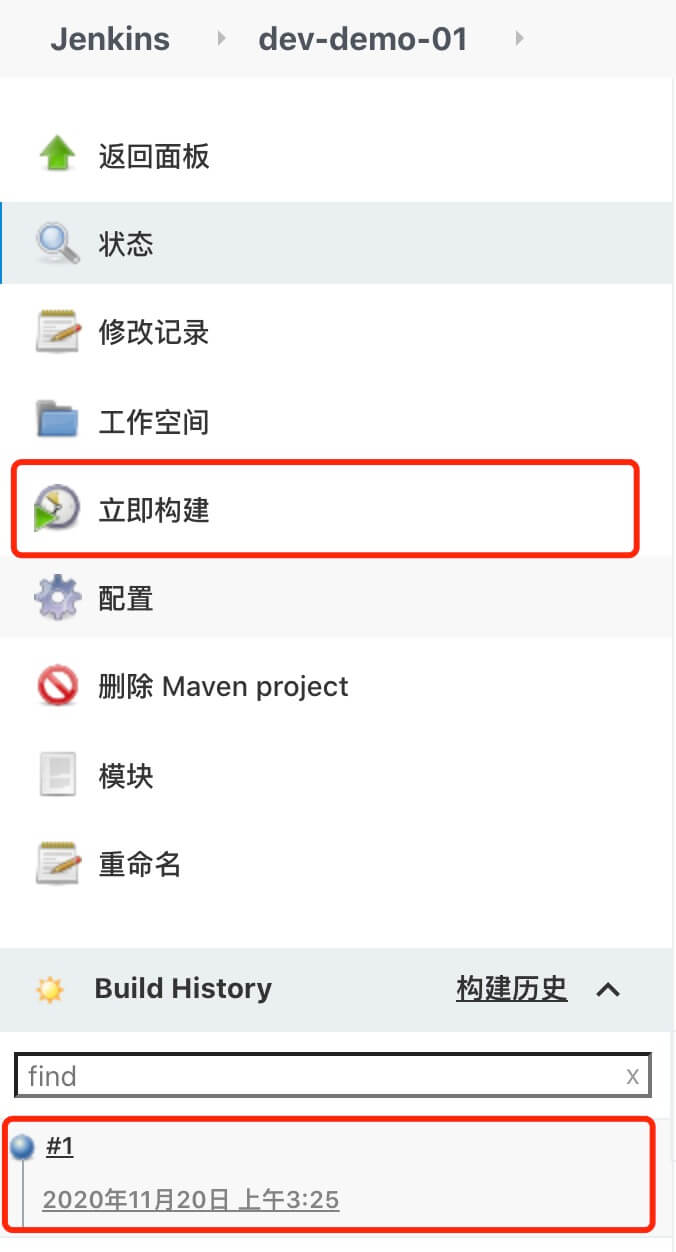 Jenkins dev-demo-01
返回面板
状态
修改记录
工作空间
立即构建
配置
删除 Maven project
模块
重命名
Build History 构建历史
find x
#1
2020年11月20日 上午3:25